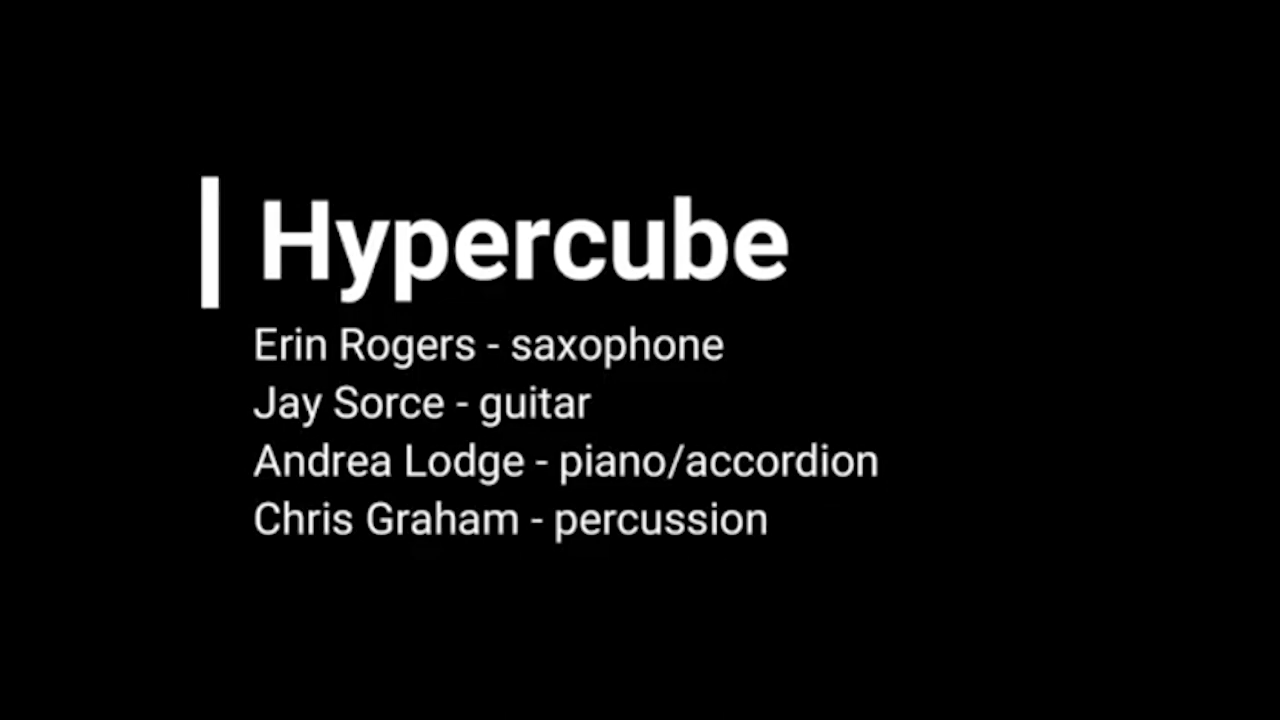 Hypercube
Erin Rogers - saxophone
Jay Sorce - guitar
Andrea Lodge - piano/accordion
Chris Graham - percussion